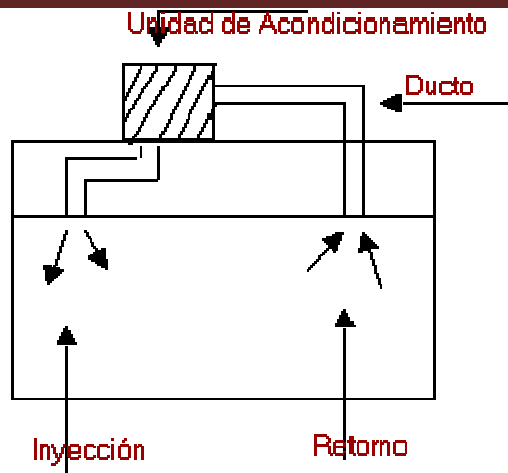 Unidad de Acondicionamiento
Ducto
Inyección
Retorno